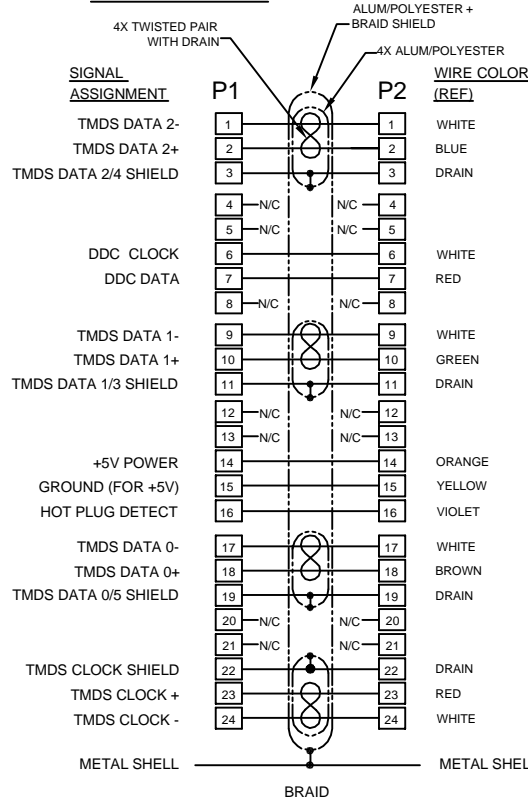 ALUM/POLYESTER +
BRAID SHIELD
4X TWISTED PAIR
WITH DRAIN
4X ALUM/POLYESTER
SIGNAL
ASSIGNMENT
P1
P2
WIRE COLOR
(REF)
TMDS DATA 2- 1 1 WHITE
TMDS DATA 2+ 2 2 BLUE
TMDS DATA 2/4 SHIELD 3 3 DRAIN
4 N/C N/C 4
5 N/C N/C 5
DDC CLOCK 6 6 WHITE
DDC DATA 7 7 RED
8 N/C N/C 8
TMDS DATA 1- 9 9 WHITE
TMDS DATA 1+ 10 10 GREEN
TMDS DATA 1/3 SHIELD 11 11 DRAIN
12 N/C N/C 12
13 N/C N/C 13
+5V POWER 14 14 ORANGE
GROUND (FOR +5V) 15 15 YELLOW
HOT PLUG DETECT 16 16 VIOLET
TMDS DATA 0- 17 17 WHITE
TMDS DATA 0+ 18 18 BROWN
TMDS DATA 0/5 SHIELD 19 19 DRAIN
20 N/C N/C 20
21 N/C N/C 21
TMDS CLOCK SHIELD 22 22 DRAIN
TMDS CLOCK + 23 23 RED
TMDS CLOCK - 24 24 WHITE
METAL SHELL METAL SHEL
BRAID